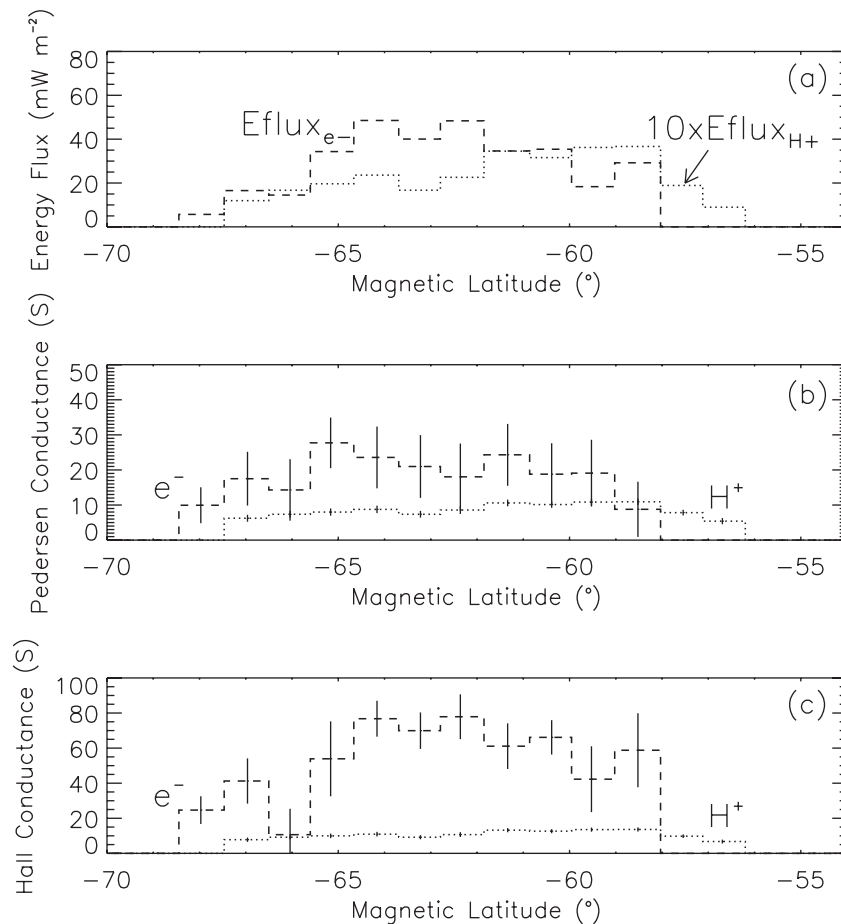 Energy Flux (mW m⁻²)
80
60
40
20
0
(a)
Eflux e−
10xEflux H+
−70
−65
−60
−55
Magnetic Latitude (°)
Pedersen Conductance (S)
50
40
30
20
10
0
(b)
e⁻
H⁺
−70
−65
−60
−55
Magnetic Latitude (°)
Hall Conductance (S)
100
80
60
40
20
0
(c)
e⁻
H⁺
−70
−65
−60
−55
Magnetic Latitude (°)